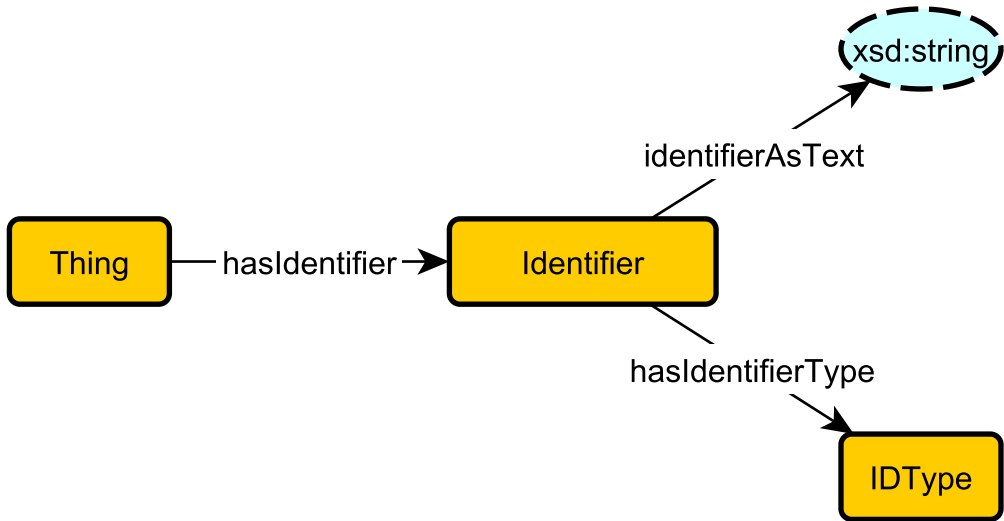 xsd:string
identifierAsText
Thing
hasIdentifier
Identifier
hasIdentifierType
IDType